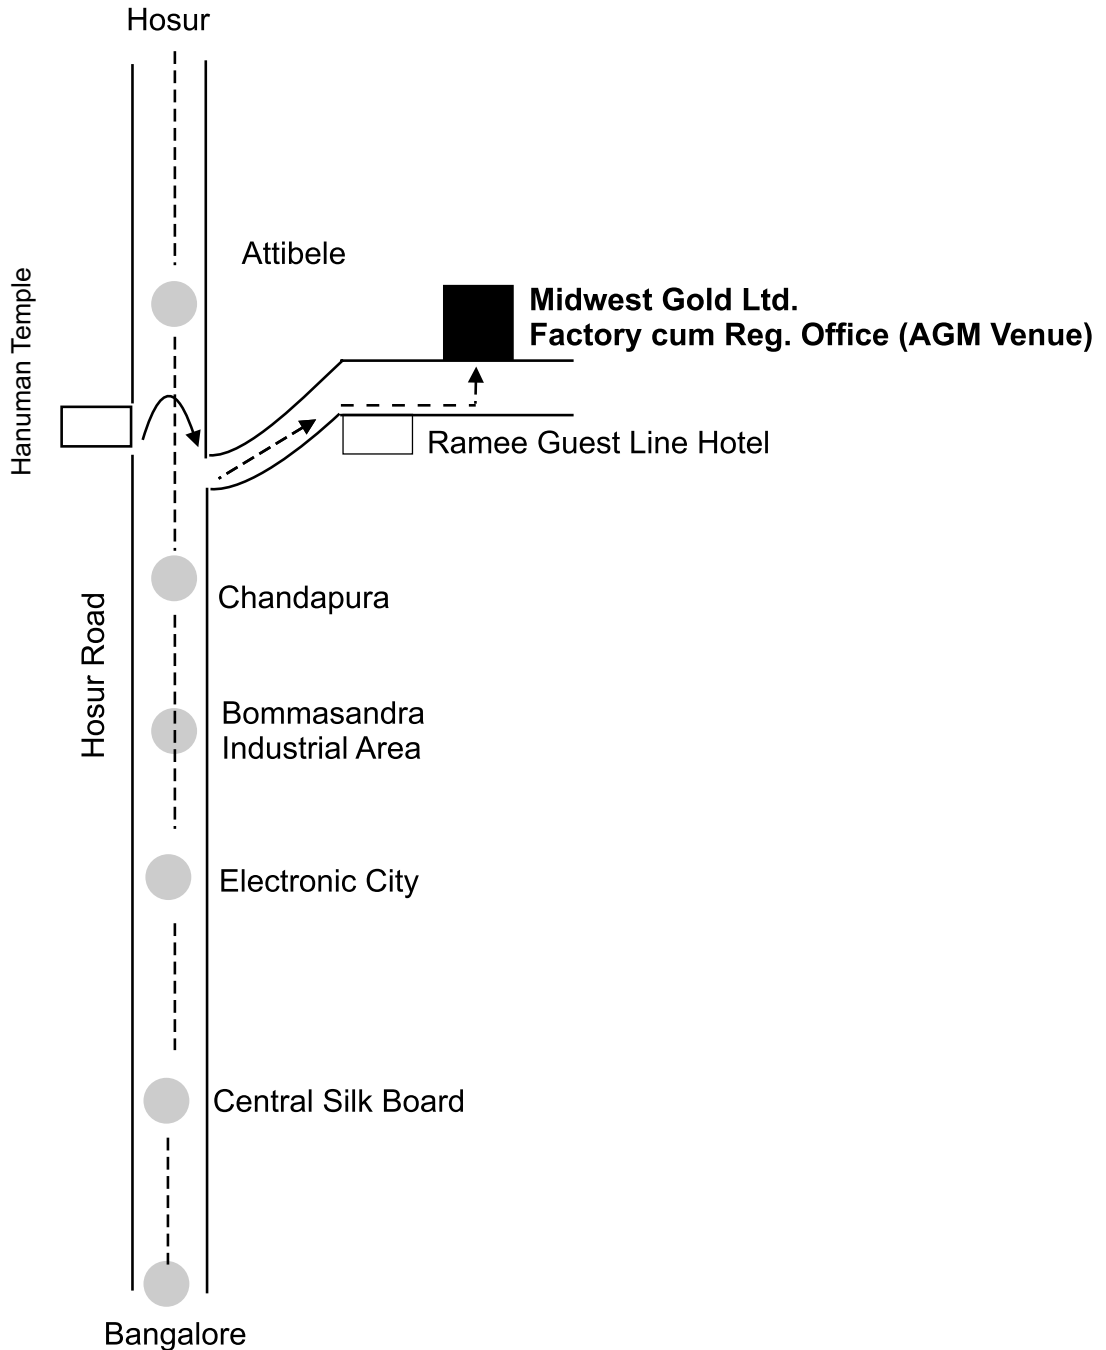 Hosur
Attibele
Hanuman Temple
Midwest Gold Ltd.
Factory cum Reg. Office (AGM Venue)
Ramee Guest Line Hotel
Chandapura
Hosur Road
Bommasandra
Industrial Area
Electronic City
Central Silk Board
Bangalore